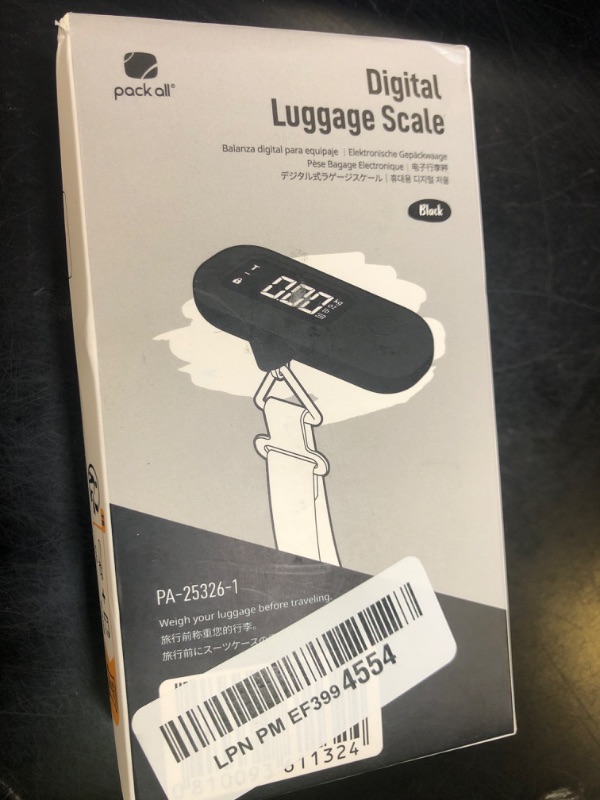 pack all®
Digital
Luggage Scale
Balanza digital para equipaje | Elektronische Gepäckwaage
Pèse Bagage Electronique | 电子行李秤
デジタル式ラゲージスケール | 휴대용 디지털 저울
Black
0.00
PA-25326-1
Weigh your luggage before traveling.
旅行前称重您的行李。
旅行前にスーツケースの
LPN PM EF399 4554
0810093 011324